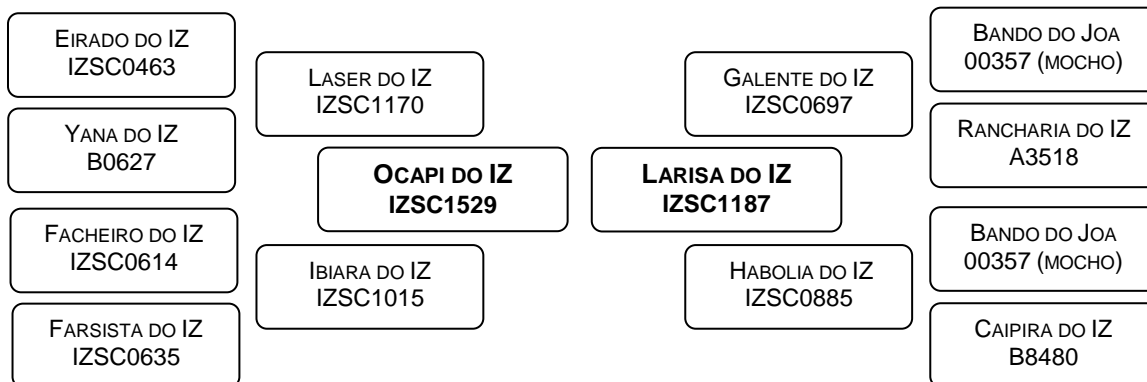 EIRADO DO IZ
IZSC0463
YANA DO IZ
B0627
FACHEIRO DO IZ
IZSC0614
FARSISTA DO IZ
IZSC0635
LASER DO IZ
IZSC1170
IBIARA DO IZ
IZSC1015
OCAPI DO IZ
IZSC1529
LARISA DO IZ
IZSC1187
GALENTE DO IZ
IZSC0697
HABOLIA DO IZ
IZSC0885
BANDO DO JOA
00357 (MOCHO)
RANCHARIA DO IZ
A3518
BANDO DO JOA
00357 (MOCHO)
CAIPIRA DO IZ
B8480